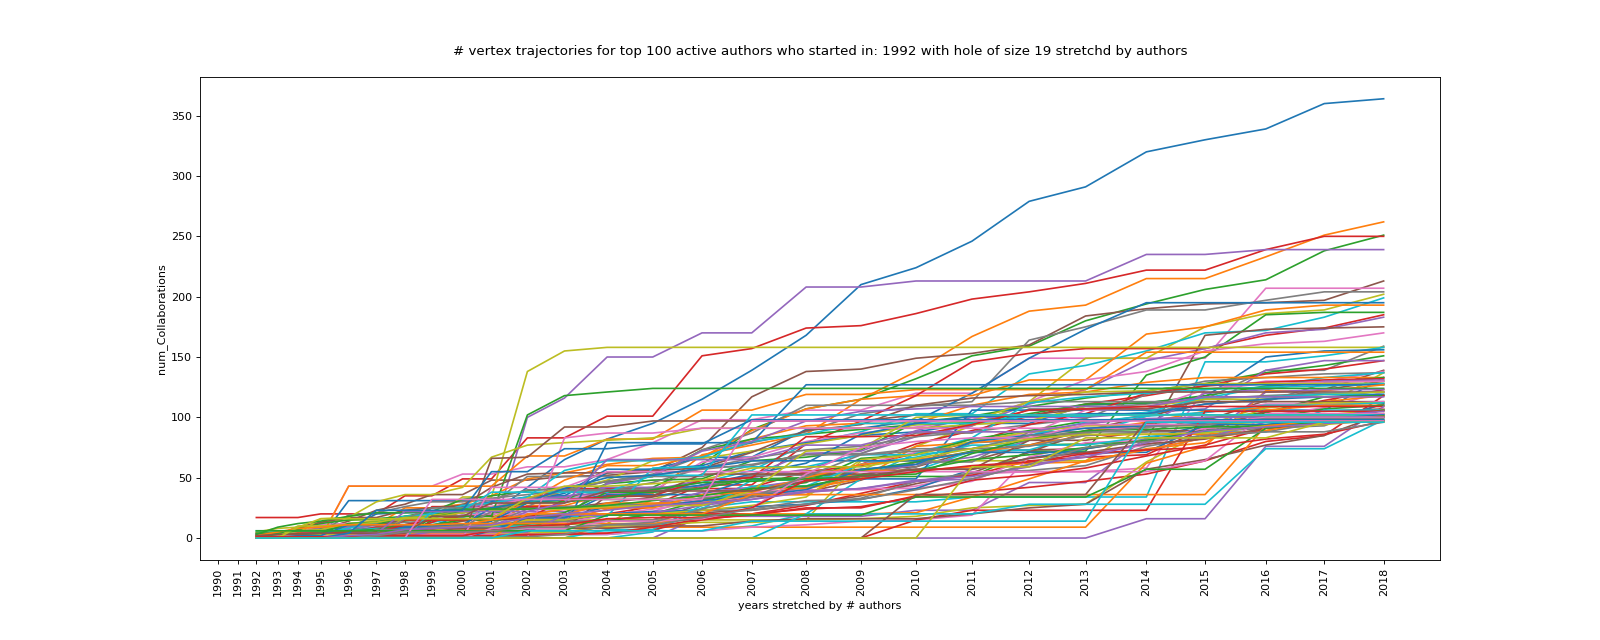 # vertex trajectories for top 100 active authors who started in: 1992 with hole of size 19 stretchd by authors
num_Collaborations
350
300
250
200
150
100
50
0
1990 1991 1992 1993 1994 1995 1996 1997 1998 1999 2000 2001 2002 2003 2004 2005 2006 2007 2008 2009 2010 2011 2012 2013 2014 2015 2016 2017 2018
years stretched by # authors